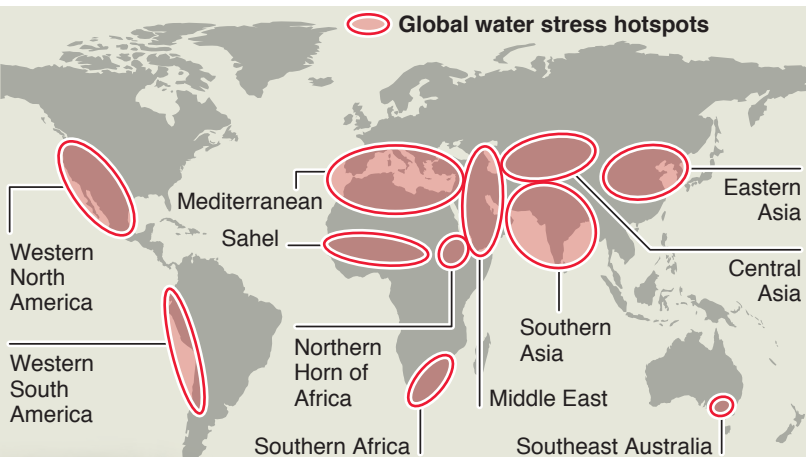 Global water stress hotspots
Mediterranean
Sahel
Eastern
Asia
Central
Asia
Western
North
America
Southern
Asia
Northern
Horn of
Africa
Western
South
America
Middle East
Southern Africa
Southeast Australia